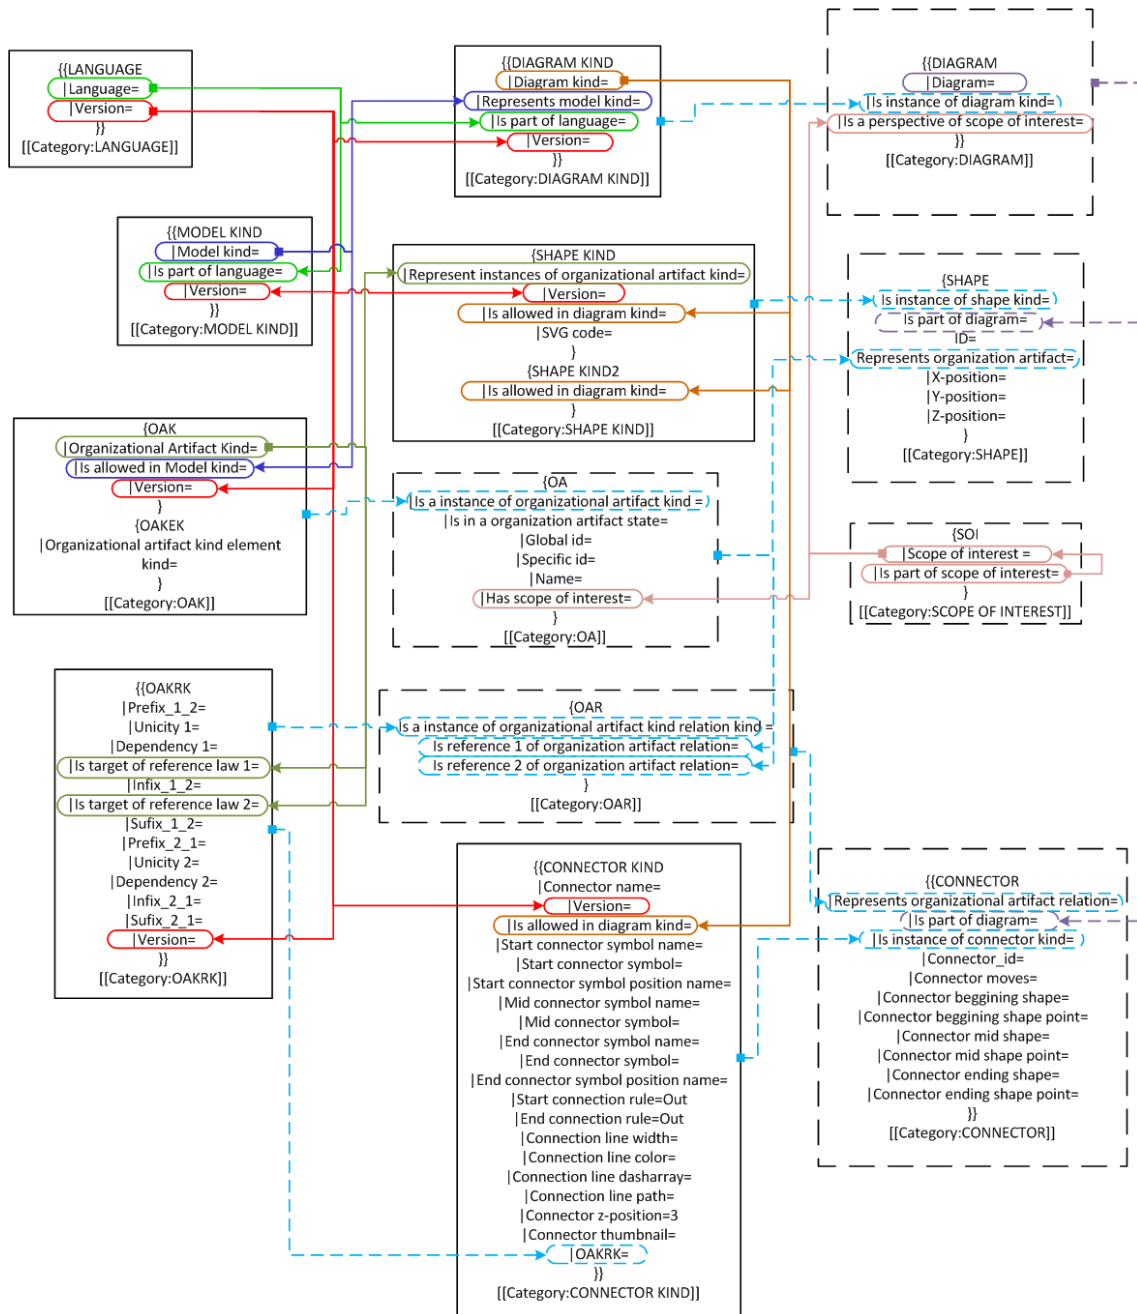 {{LANGUAGE
|Language=
|Version=
}}
[[Category:LANGUAGE]]
{{DIAGRAM KIND
|Diagram kind=
|Represents model kind=
|Is part of language=
|Version=
}}
[[Category:DIAGRAM KIND]]
{{DIAGRAM
|Diagram=
|Is instance of diagram kind=
|Is a perspective of scope of interest=
}}
[[Category:DIAGRAM]]
{{MODEL KIND
|Model kind=
|Is part of language=
|Version=
}}
[[Category:MODEL KIND]]
{SHAPE KIND
|Represent instances of organizational artifact kind=
|Version=
|Is allowed in diagram kind=
|SVG code=
}
{SHAPE KIND2
|Is allowed in diagram kind=
}
[[Category:SHAPE KIND]]
{SHAPE
Is instance of shape kind=
Is part of diagram=
ID=
Represents organization artifact=
|X-position=
|Y-position=
|Z-position=
}
[[Category:SHAPE]]
{OAK
|Organizational Artifact Kind=
|Is allowed in Model kind=
|Version=
}
{OAKEK
|Organizational artifact kind element
kind=
}
[[Category:OAK]]
{OA
|Is a instance of organizational artifact kind =
|Is in a organization artifact state=
|Global id=
|Specific id=
|Name=
|Has scope of interest=
}
[[Category:OA]]
{SOI
|Scope of interest =
|Is part of scope of interest=
}
[[Category:SCOPE OF INTEREST]]
{{OAKRK
|Prefix_1_2=
|Unicity 1=
|Dependency 1=
|Is target of reference law 1=
|Infix_1_2=
|Is target of reference law 2=
|Sufix_1_2=
|Prefix_2_1=
|Unicity 2=
|Dependency 2=
|Infix_2_1=
|Sufix_2_1=
|Version=
}}
[[Category:OAKRK]]
{OAR
Is a instance of organizational artifact kind relation kind =
Is reference 1 of organization artifact relation=
Is reference 2 of organization artifact relation=
}
[[Category:OAR]]
{{CONNECTOR KIND
|Connector name=
|Version=
|Is allowed in diagram kind=
|Start connector symbol name=
|Start connector symbol=
|Start connector symbol position name=
|Mid connector symbol name=
|Mid connector symbol=
|End connector symbol name=
|End connector symbol=
|End connector symbol position name=
|Start connection rule=Out
|End connection rule=Out
|Connection line width=
|Connection line color=
|Connection line dasharray=
|Connection line path=
|Connector z-position=3
|Connector thumbnail=
|OAKRK=
}}
[[Category:CONNECTOR KIND]]
{{CONNECTOR
|Represents organizational artifact relation=
|Is part of diagram=
|Is instance of connector kind=
|Connector_id=
|Connector moves=
|Connector beggining shape=
|Connector beggining shape point=
|Connector mid shape=
|Connector mid shape point=
|Connector ending shape=
|Connector ending shape point=
}}
[[Category:CONNECTOR]]